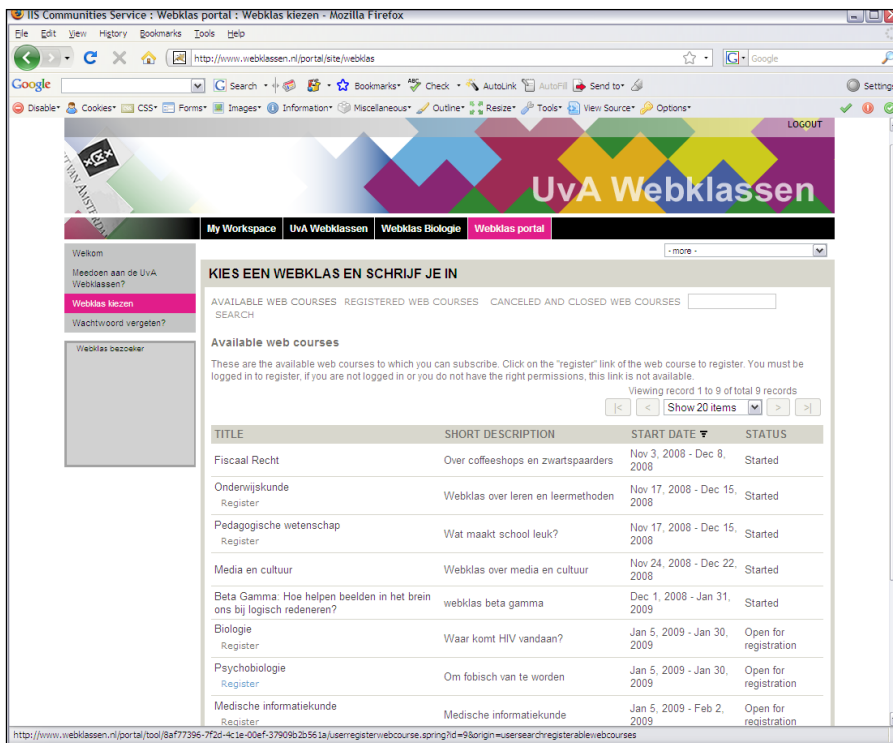 IIS Communities Service : Webklas portal : Webklas kiezen - Mozilla Firefox
File Edit View History Bookmarks Tools Help
http://www.webklassen.nl/portal/site/webklas
Google
Google Search Bookmarks Check AutoLink AutoFill Send to Settings
Disable Cookies CSS Forms Images Information Miscellaneous Outline Resize Tools View Source Options
LOGOUT
VAN AMSTERDAM
UvA Webklassen
My Workspace UvA Webklassen Webklas Biologie Webklas portal
Welkom
Meedoen aan de UvA
Webklassen?
Webklas kiezen
Wachtwoord vergeten?
Webklas bezoeker
- more -
KIES EEN WEBKLAS EN SCHRIJF JE IN
AVAILABLE WEB COURSES REGISTERED WEB COURSES CANCELED AND CLOSED WEB COURSES
SEARCH
Available web courses
These are the available web courses to which you can subscribe. Click on the "register" link of the web course to register. You must be
logged in to register, if you are not logged in or you do not have the right permissions, this link is not available.
Viewing record 1 to 9 of total 9 records
|< < Show 20 items > >|
TITLE SHORT DESCRIPTION START DATE STATUS
Fiscaal Recht Over coffeeshops en zwartspaarders Nov 3, 2008 - Dec 8, Started
2008
Onderwijskunde Webklas over leren en leermethoden Nov 17, 2008 - Dec 15, Started
Register 2008
Pedagogische wetenschap Wat maakt school leuk? Nov 17, 2008 - Dec 15, Started
Register 2008
Media en cultuur Webklas over media en cultuur Nov 24, 2008 - Dec 22, Started
2008
Beta Gamma: Hoe helpen beelden in het brein webklas beta gamma Dec 1, 2008 - Jan 31, Started
ons bij logisch redeneren? 2009
Biologie Waar komt HIV vandaan? Jan 5, 2009 - Jan 30, Open for
Register 2009 registration
Psychobiologie Om fobisch van te worden Jan 5, 2009 - Jan 30, Open for
Register 2009 registration
Medische informatiekunde Medische informatiekunde Jan 5, 2009 - Feb 2, Open for
Register 2009 registration
http://www.webklassen.nl/portal/tool/8af77396-7f2d-4c1e-00ef-37909b2b561a/userregisterwebcourse.spring?id=9&origin=usersearchregisterablewebcourses